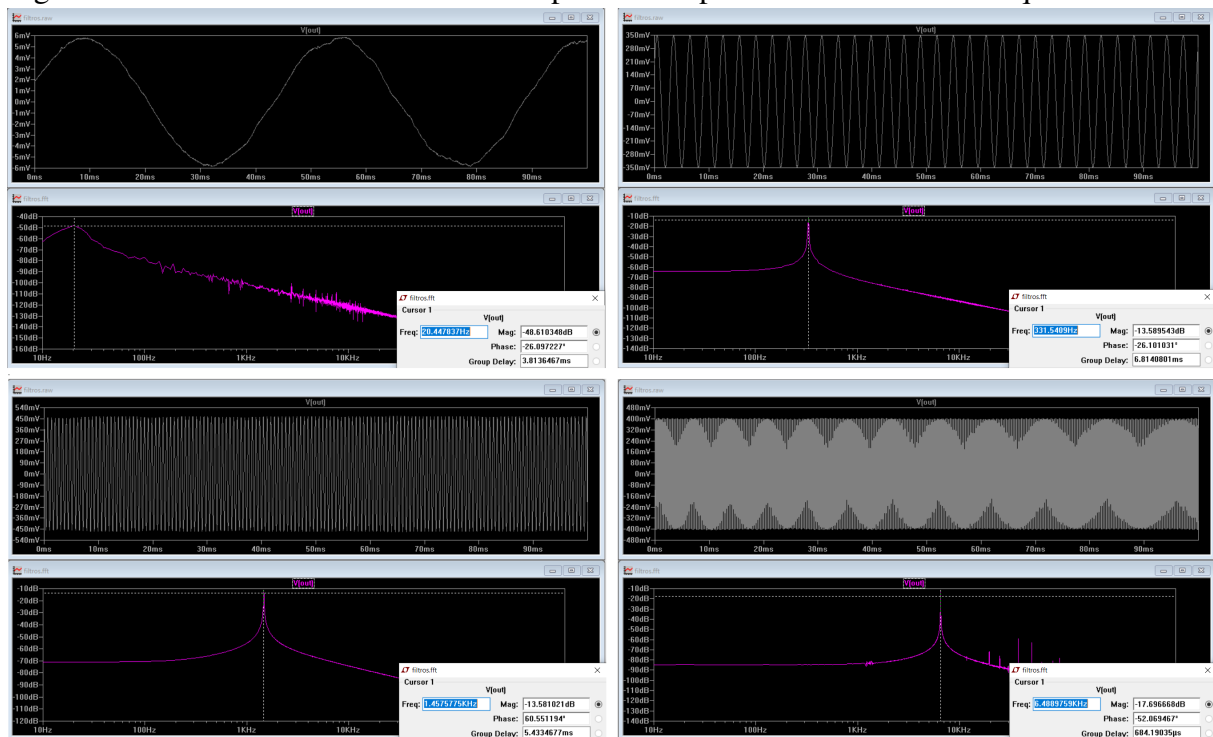 filtros.raw
V[out]
6mV
5mV
4mV
3mV
2mV
1mV
0mV
-1mV
-2mV
-3mV
-4mV
-5mV
-6mV
0ms 10ms 20ms 30ms 40ms 50ms 60ms 70ms 80ms 90ms
filtros.fft
V[out]
-40dB
-50dB
-60dB
-70dB
-80dB
-90dB
-100dB
-110dB
-120dB
-130dB
-140dB
-150dB
-160dB
10Hz 100Hz 1KHz 10KHz
filtros.fft
Cursor 1
V[out]
Freq: 20.447837Hz Mag: -48.610348dB
Phase: -26.097227°
Group Delay: 3.8136467ms
filtros.raw
V[out]
350mV
280mV
210mV
140mV
70mV
0mV
-70mV
-140mV
-210mV
-280mV
-350mV
0ms 10ms 20ms 30ms 40ms 50ms 60ms 70ms 80ms 90ms
filtros.fft
V[out]
-10dB
-20dB
-30dB
-40dB
-50dB
-60dB
-70dB
-80dB
-90dB
-100dB
-110dB
-120dB
-130dB
-140dB
10Hz 100Hz 1KHz 10KHz
filtros.fft
Cursor 1
V[out]
Freq: 331.5409Hz Mag: -13.589543dB
Phase: -26.101031°
Group Delay: 6.8140801ms
filtros.raw
V[out]
540mV
450mV
360mV
270mV
180mV
90mV
0mV
-90mV
-180mV
-270mV
-360mV
-450mV
-540mV
0ms 10ms 20ms 30ms 40ms 50ms 60ms 70ms 80ms 90ms
filtros.fft
V[out]
-10dB
-20dB
-30dB
-40dB
-50dB
-60dB
-70dB
-80dB
-90dB
-100dB
-110dB
-120dB
10Hz 100Hz 1KHz 10KHz
filtros.fft
Cursor 1
V[out]
Freq: 1.4575775KHz Mag: -13.581021dB
Phase: 60.551194°
Group Delay: 5.4334677ms
filtros.raw
V[out]
480mV
400mV
320mV
240mV
160mV
80mV
0mV
-80mV
-160mV
-240mV
-320mV
-400mV
-480mV
0ms 10ms 20ms 30ms 40ms 50ms 60ms 70ms 80ms 90ms
filtros.fft
V[out]
-10dB
-20dB
-30dB
-40dB
-50dB
-60dB
-70dB
-80dB
-90dB
-100dB
-110dB
-120dB
-130dB
-140dB
10Hz 100Hz 1KHz 10KHz
filtros.fft
Cursor 1
V[out]
Freq: 6.4889759KHz Mag: -17.696668dB
Phase: -52.069467°
Group Delay: 684.19035µs